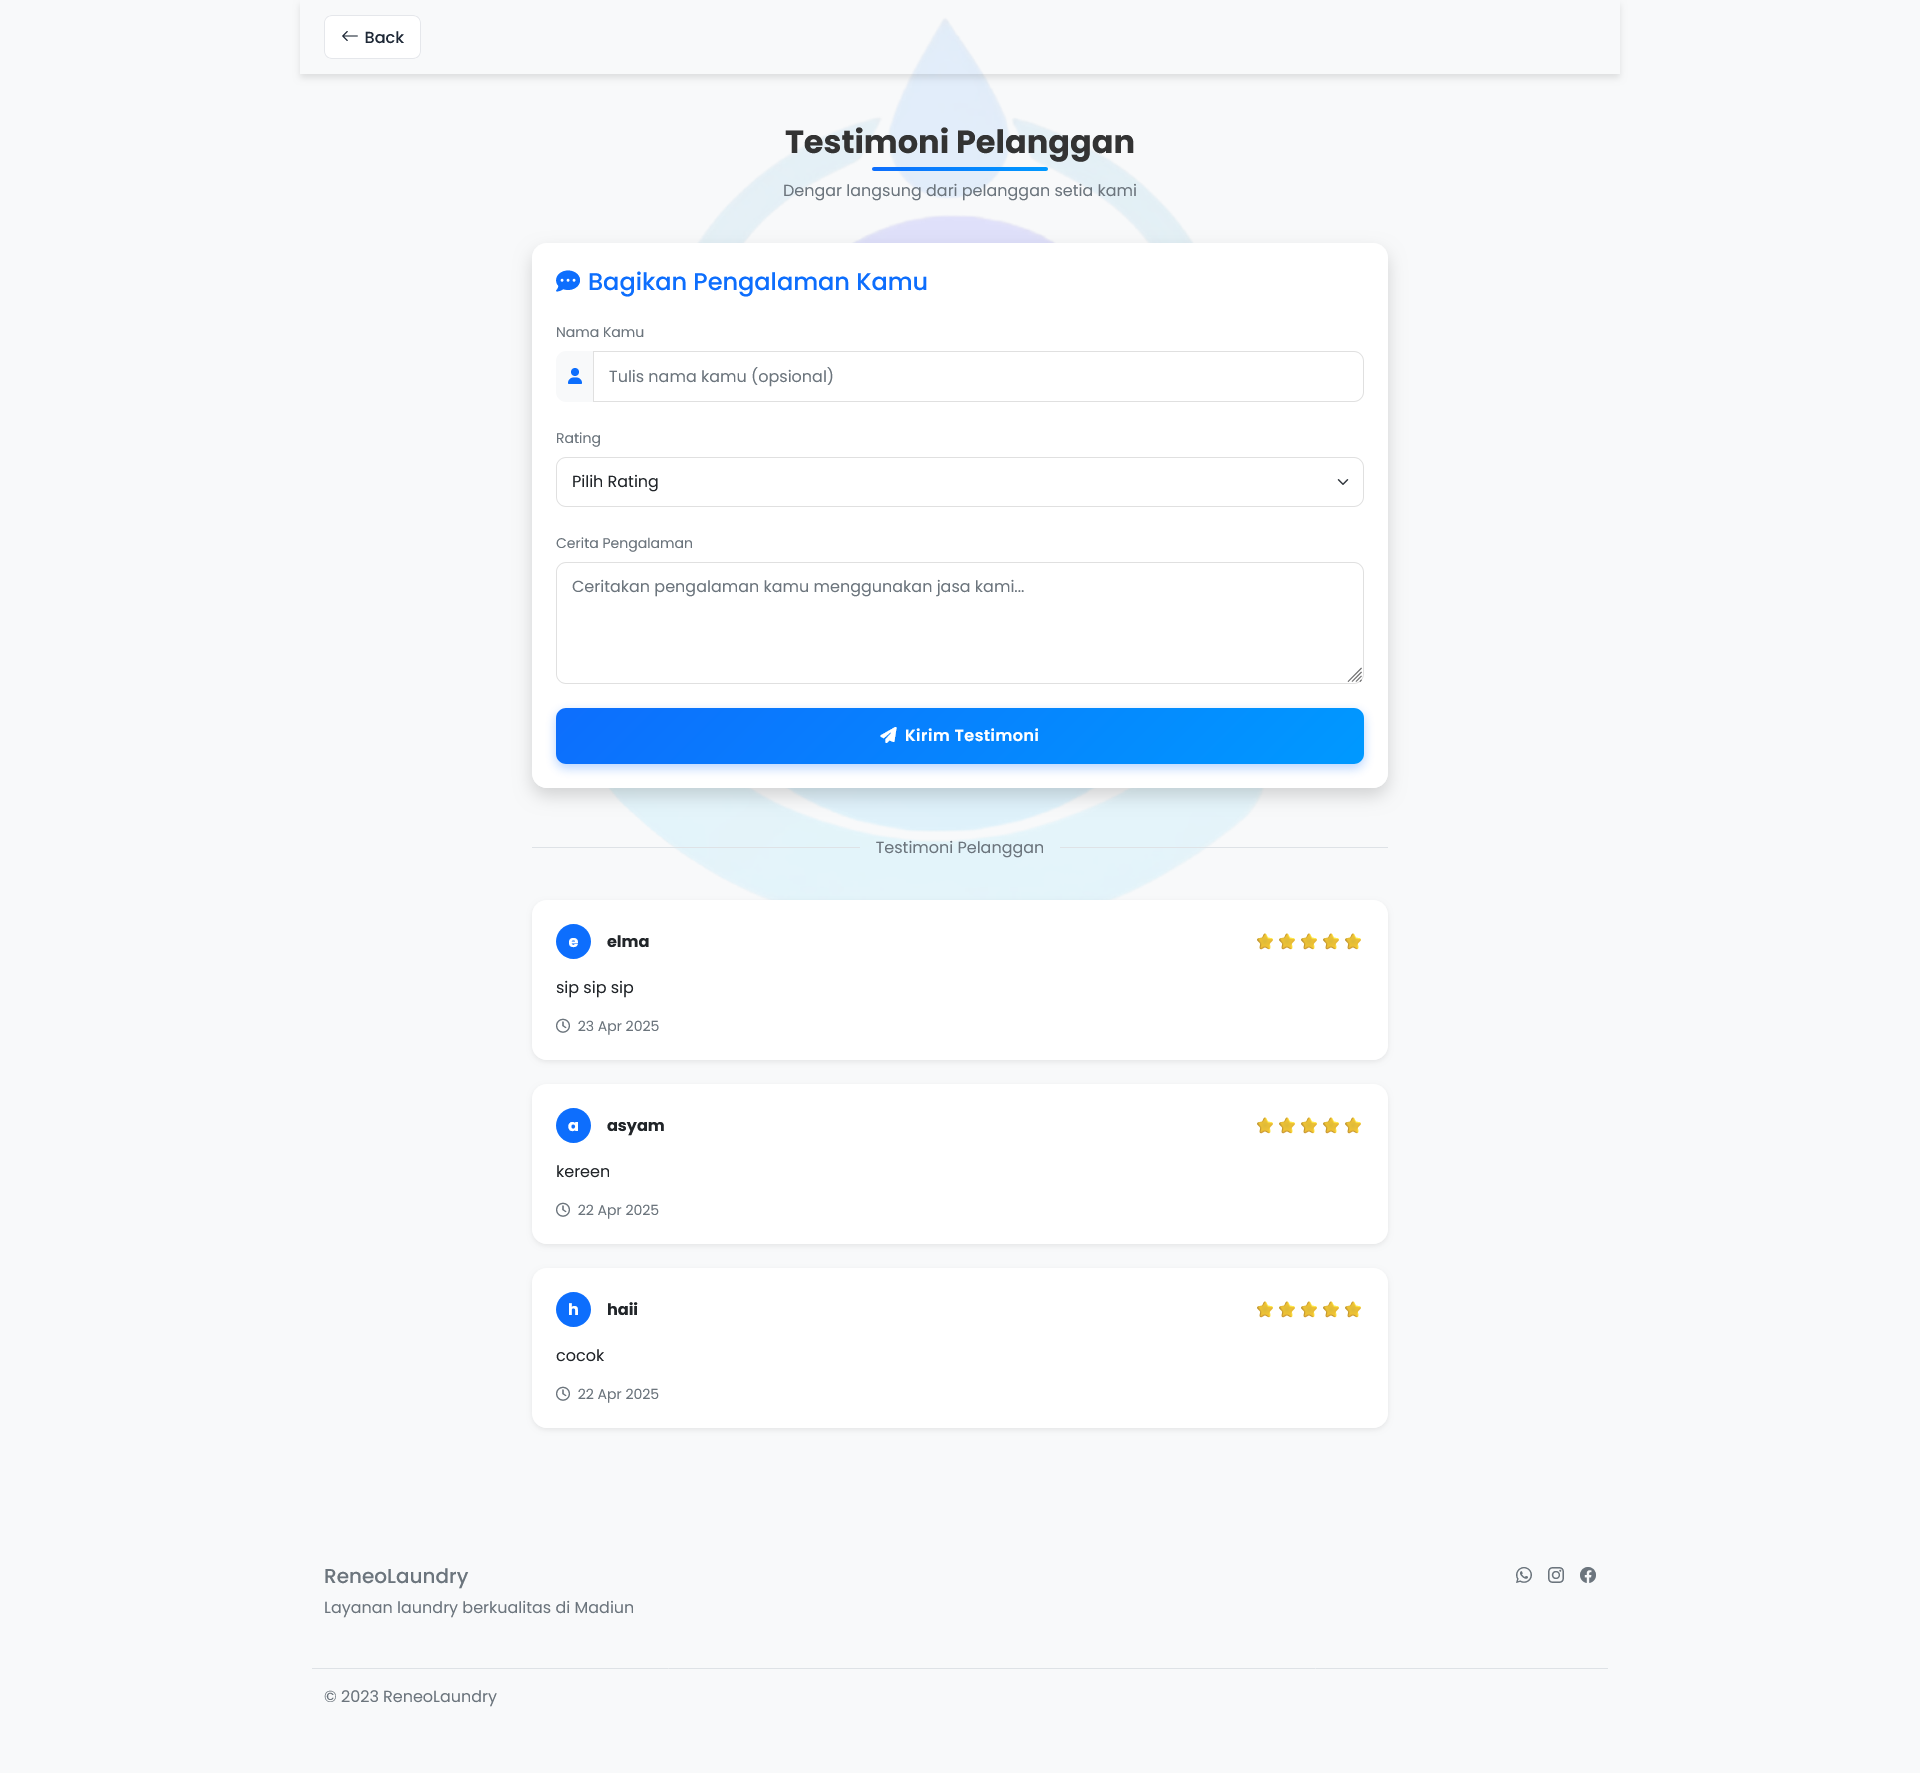 Back
Testimoni Pelanggan
Dengar langsung dari pelanggan setia kami
Bagikan Pengalaman Kamu
Nama Kamu
Tulis nama kamu (opsional)
Rating
Pilih Rating
Cerita Pengalaman
Ceritakan pengalaman kamu menggunakan jasa kami...
Kirim Testimoni
Testimoni Pelanggan
e elma
sip sip sip
23 Apr 2025
a asyam
kereen
22 Apr 2025
h haii
cocok
22 Apr 2025
ReneoLaundry
Layanan laundry berkualitas di Madiun
© 2023 ReneoLaundry